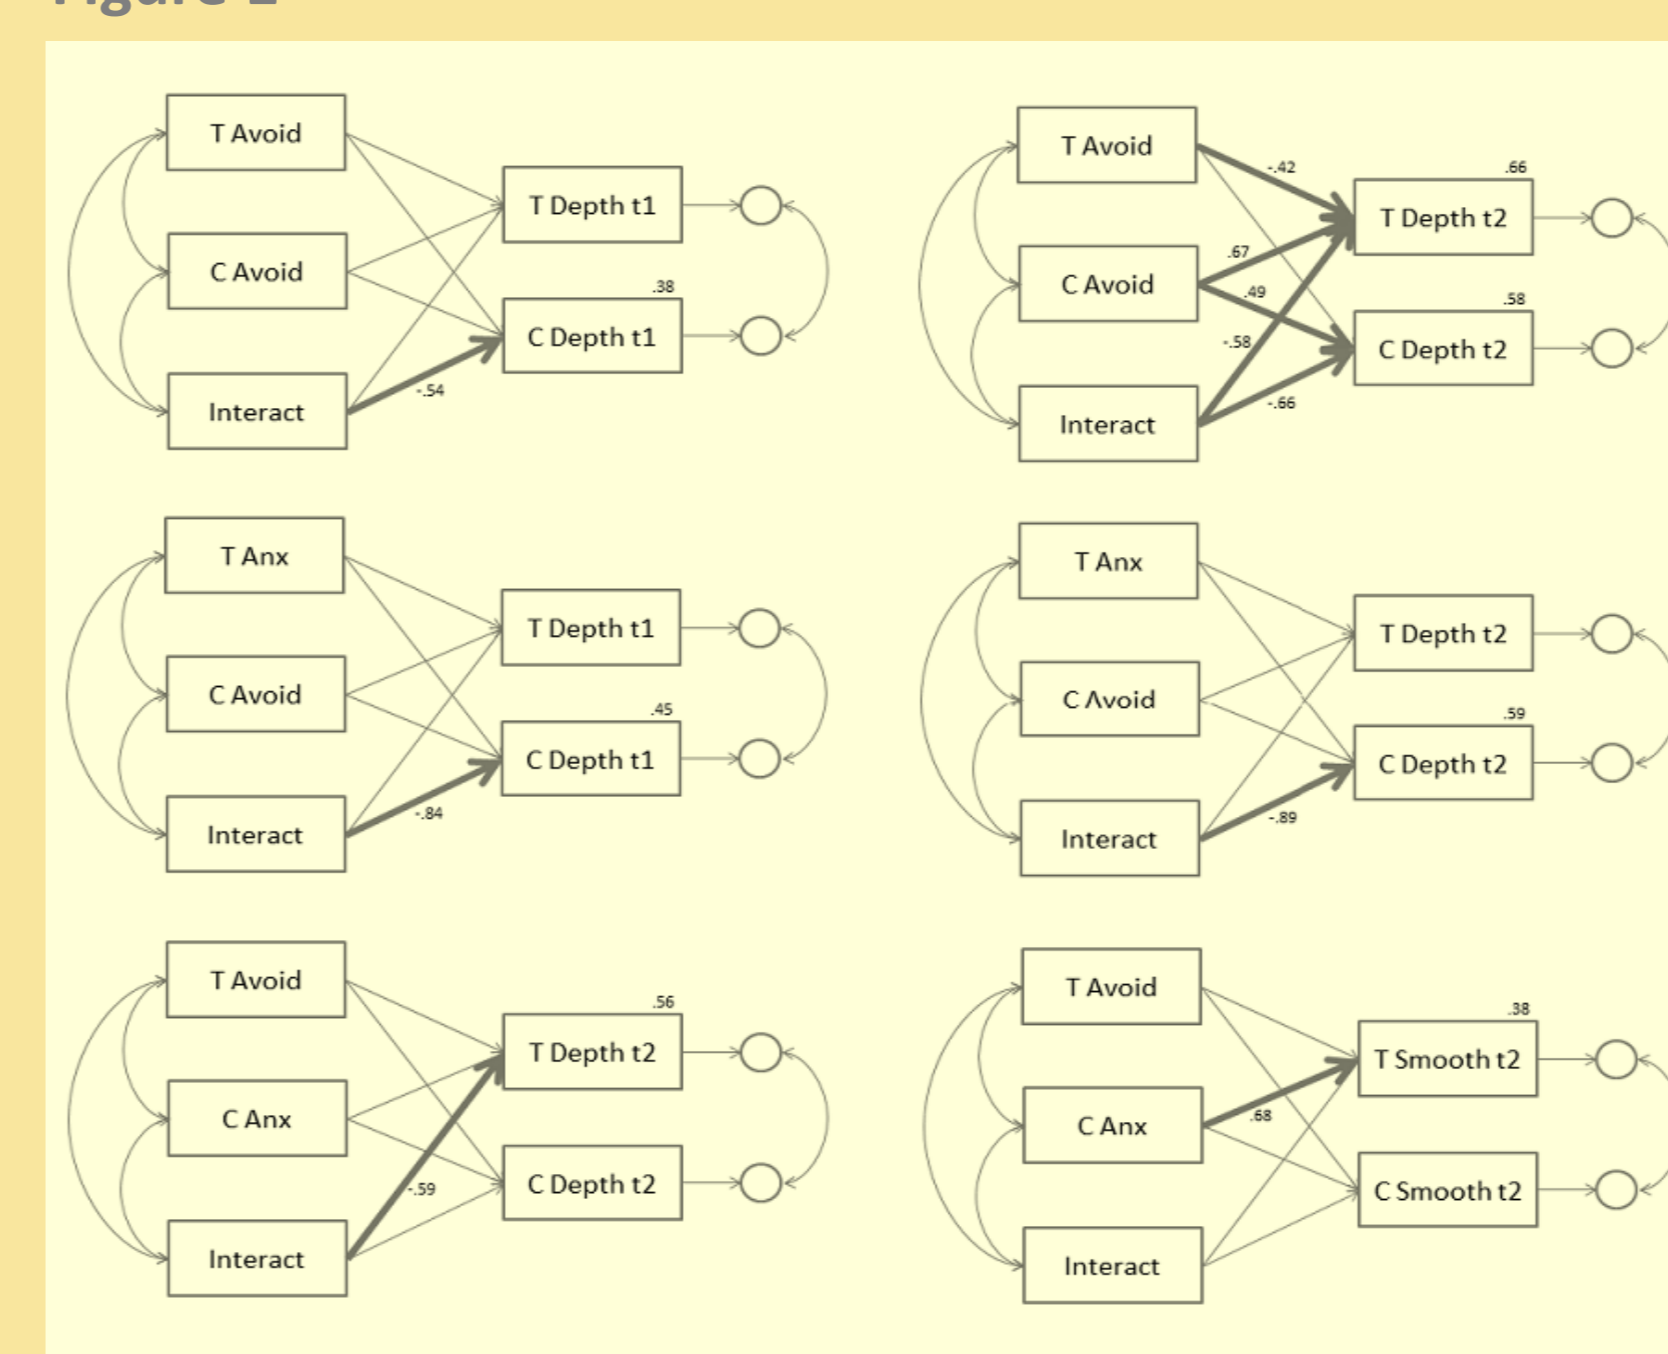 Figure 1
T Avoid
C Avoid
Interact
T Depth t1
.38
C Depth t1
-.54
T Avoid
C Avoid
Interact
-.42
.67
.49
-.58
-.66
.66
T Depth t2
.58
C Depth t2
T Anx
C Avoid
Interact
T Depth t1
.45
C Depth t1
-.84
T Anx
C Avoid
Interact
T Depth t2
.59
C Depth t2
-.89
T Avoid
C Anx
Interact
.56
T Depth t2
C Depth t2
-.59
T Avoid
C Anx
Interact
.68
.38
T Smooth t2
C Smooth t2